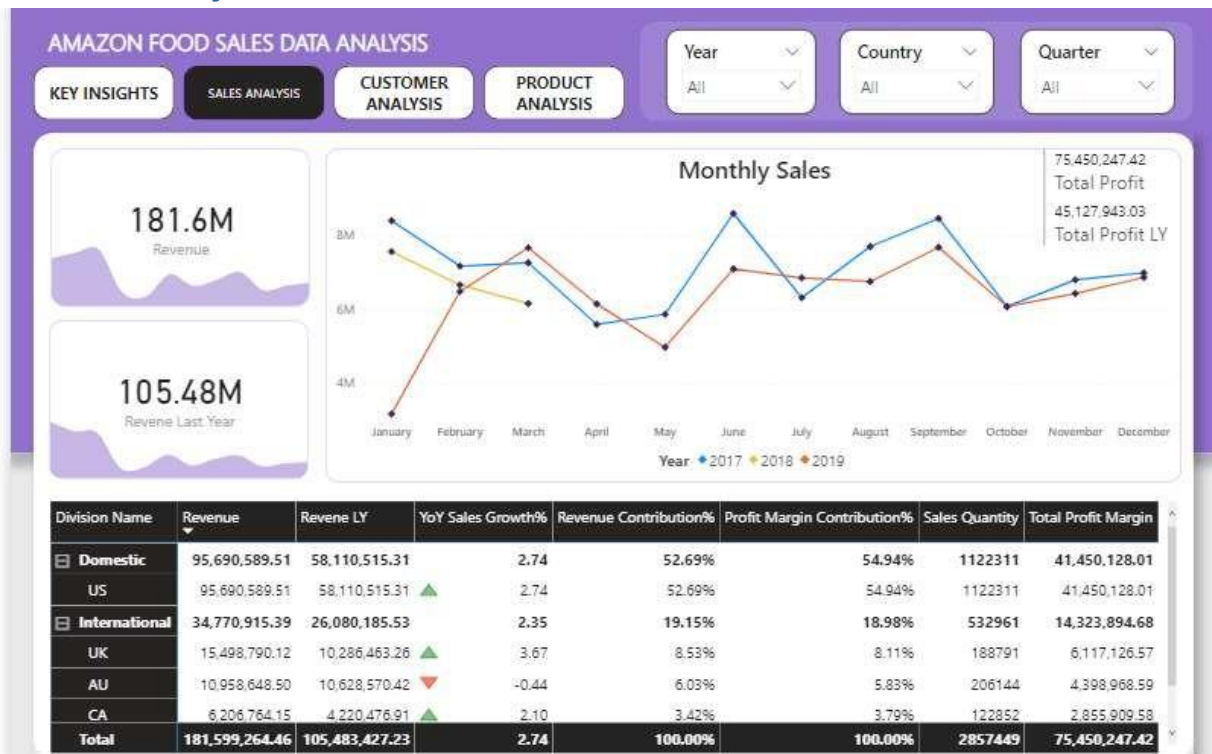 AMAZON FOOD SALES DATA ANALYSIS
KEY INSIGHTS
SALES ANALYSIS
CUSTOMER
ANALYSIS
PRODUCT
ANALYSIS
Year
All
Country
All
Quarter
All
181.6M
Revenue
105.48M
Revene Last Year
Monthly Sales
75,450,247.42
Total Profit
45,127,943.03
Total Profit LY
8M
6M
4M
January February March April May June July August September October November December
Year 2017 2018 2019
Division Name Revenue Revene LY YoY Sales Growth% Revenue Contribution% Profit Margin Contribution% Sales Quantity Total Profit Margin
Domestic 95,690,589.51 58,110,515.31 2.74 52.69% 54.94% 1122311 41,450,128.01
US 95,690,589.51 58,110,515.31 2.74 52.69% 54.94% 1122311 41,450,128.01
International 34,770,915.39 26,080,185.53 2.35 19.15% 18.98% 532961 14,323,894.68
UK 15,498,790.12 10,286,463.26 3.67 8.53% 8.11% 188791 6,117,126.57
AU 10,958,648.50 10,628,570.42 -0.44 6.03% 5.83% 206144 4,398,968.59
CA 6,206,764.15 4,220,476.91 2.10 3.42% 3.79% 122852 2,855,909.58
Total 181,599,264.46 105,483,427.23 2.74 100.00% 100.00% 2857449 75,450,247.42